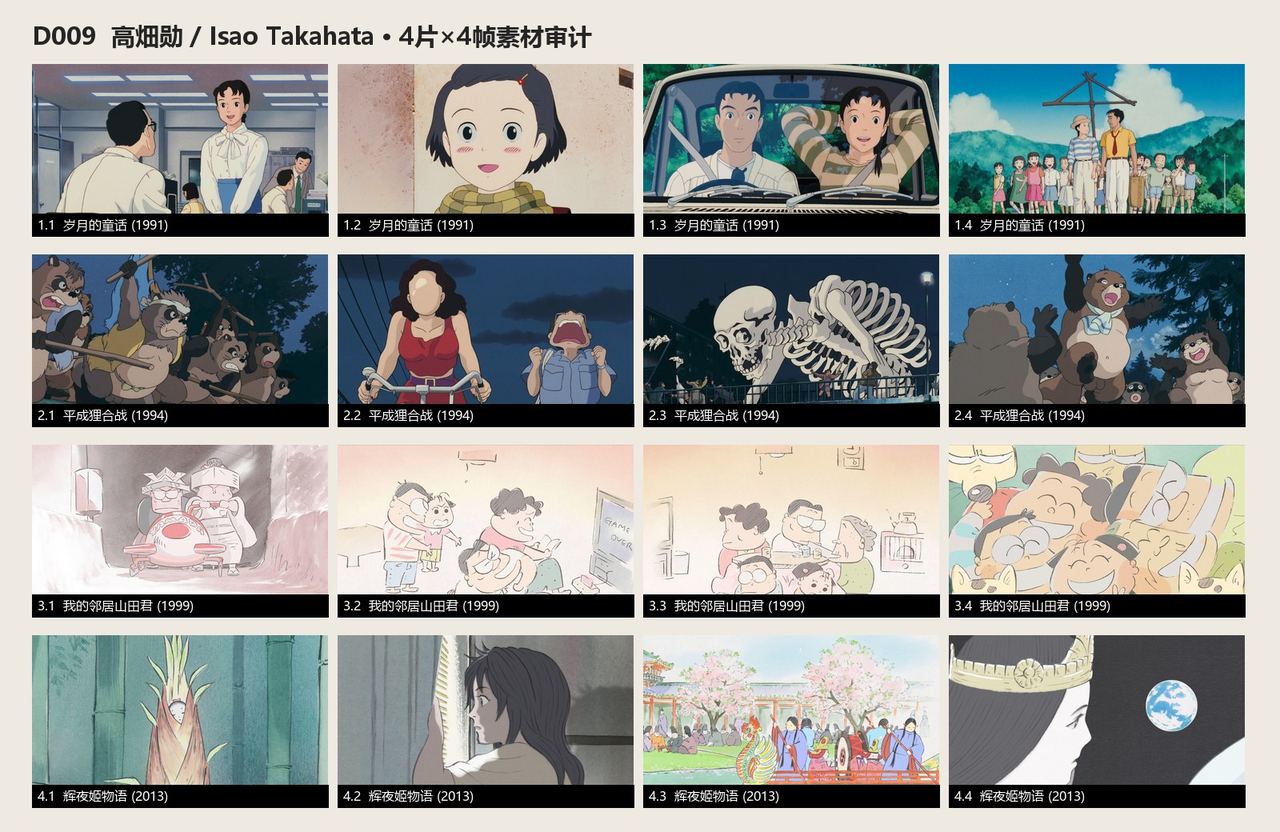 D009 高畑勋 / Isao Takahata • 4片×4帧素材审计
1.1 岁月的童话 (1991)
1.2 岁月的童话 (1991)
1.3 岁月的童话 (1991)
1.4 岁月的童话 (1991)
2.1 平成狸合战 (1994)
2.2 平成狸合战 (1994)
2.3 平成狸合战 (1994)
2.4 平成狸合战 (1994)
GAME
OVER
3.1 我的邻居山田君 (1999)
3.2 我的邻居山田君 (1999)
3.3 我的邻居山田君 (1999)
3.4 我的邻居山田君 (1999)
4.1 辉夜姬物语 (2013)
4.2 辉夜姬物语 (2013)
4.3 辉夜姬物语 (2013)
4.4 辉夜姬物语 (2013)